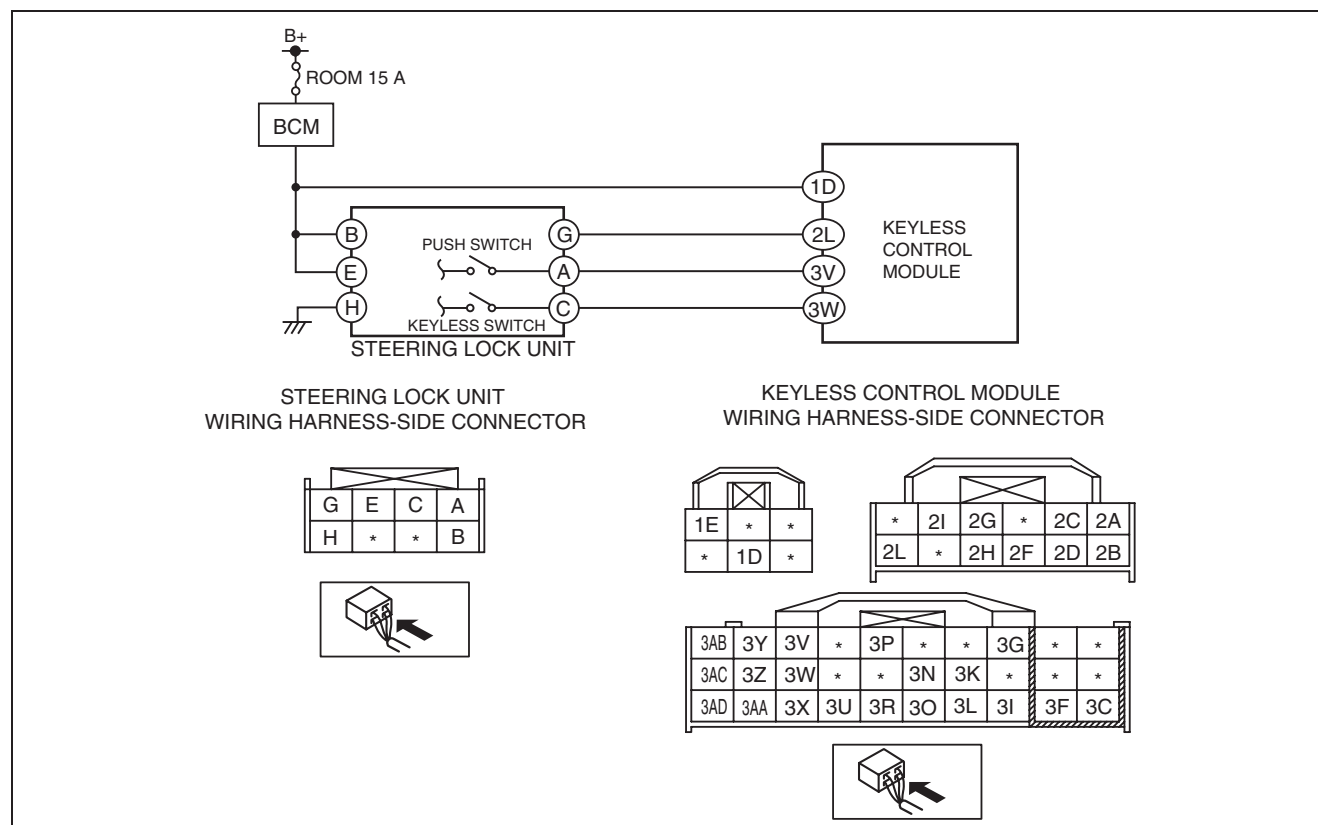 B+
ROOM 15 A
BCM
1D
B G 2L
PUSH SWITCH
KEYLESS
CONTROL
MODULE
E A 3V
H C 3W
KEYLESS SWITCH
STEERING LOCK UNIT
STEERING LOCK UNIT
WIRING HARNESS-SIDE CONNECTOR
KEYLESS CONTROL MODULE
WIRING HARNESS-SIDE CONNECTOR
G E C A
H * * B
1E * *
* 1D *
* 2I 2G * 2C 2A
2L * 2H 2F 2D 2B
3AB 3Y 3V * 3P * * 3G * *
3AC 3Z 3W * * 3N 3K * * *
3AD 3AA 3X 3U 3R 3O 3L 3I 3F 3C